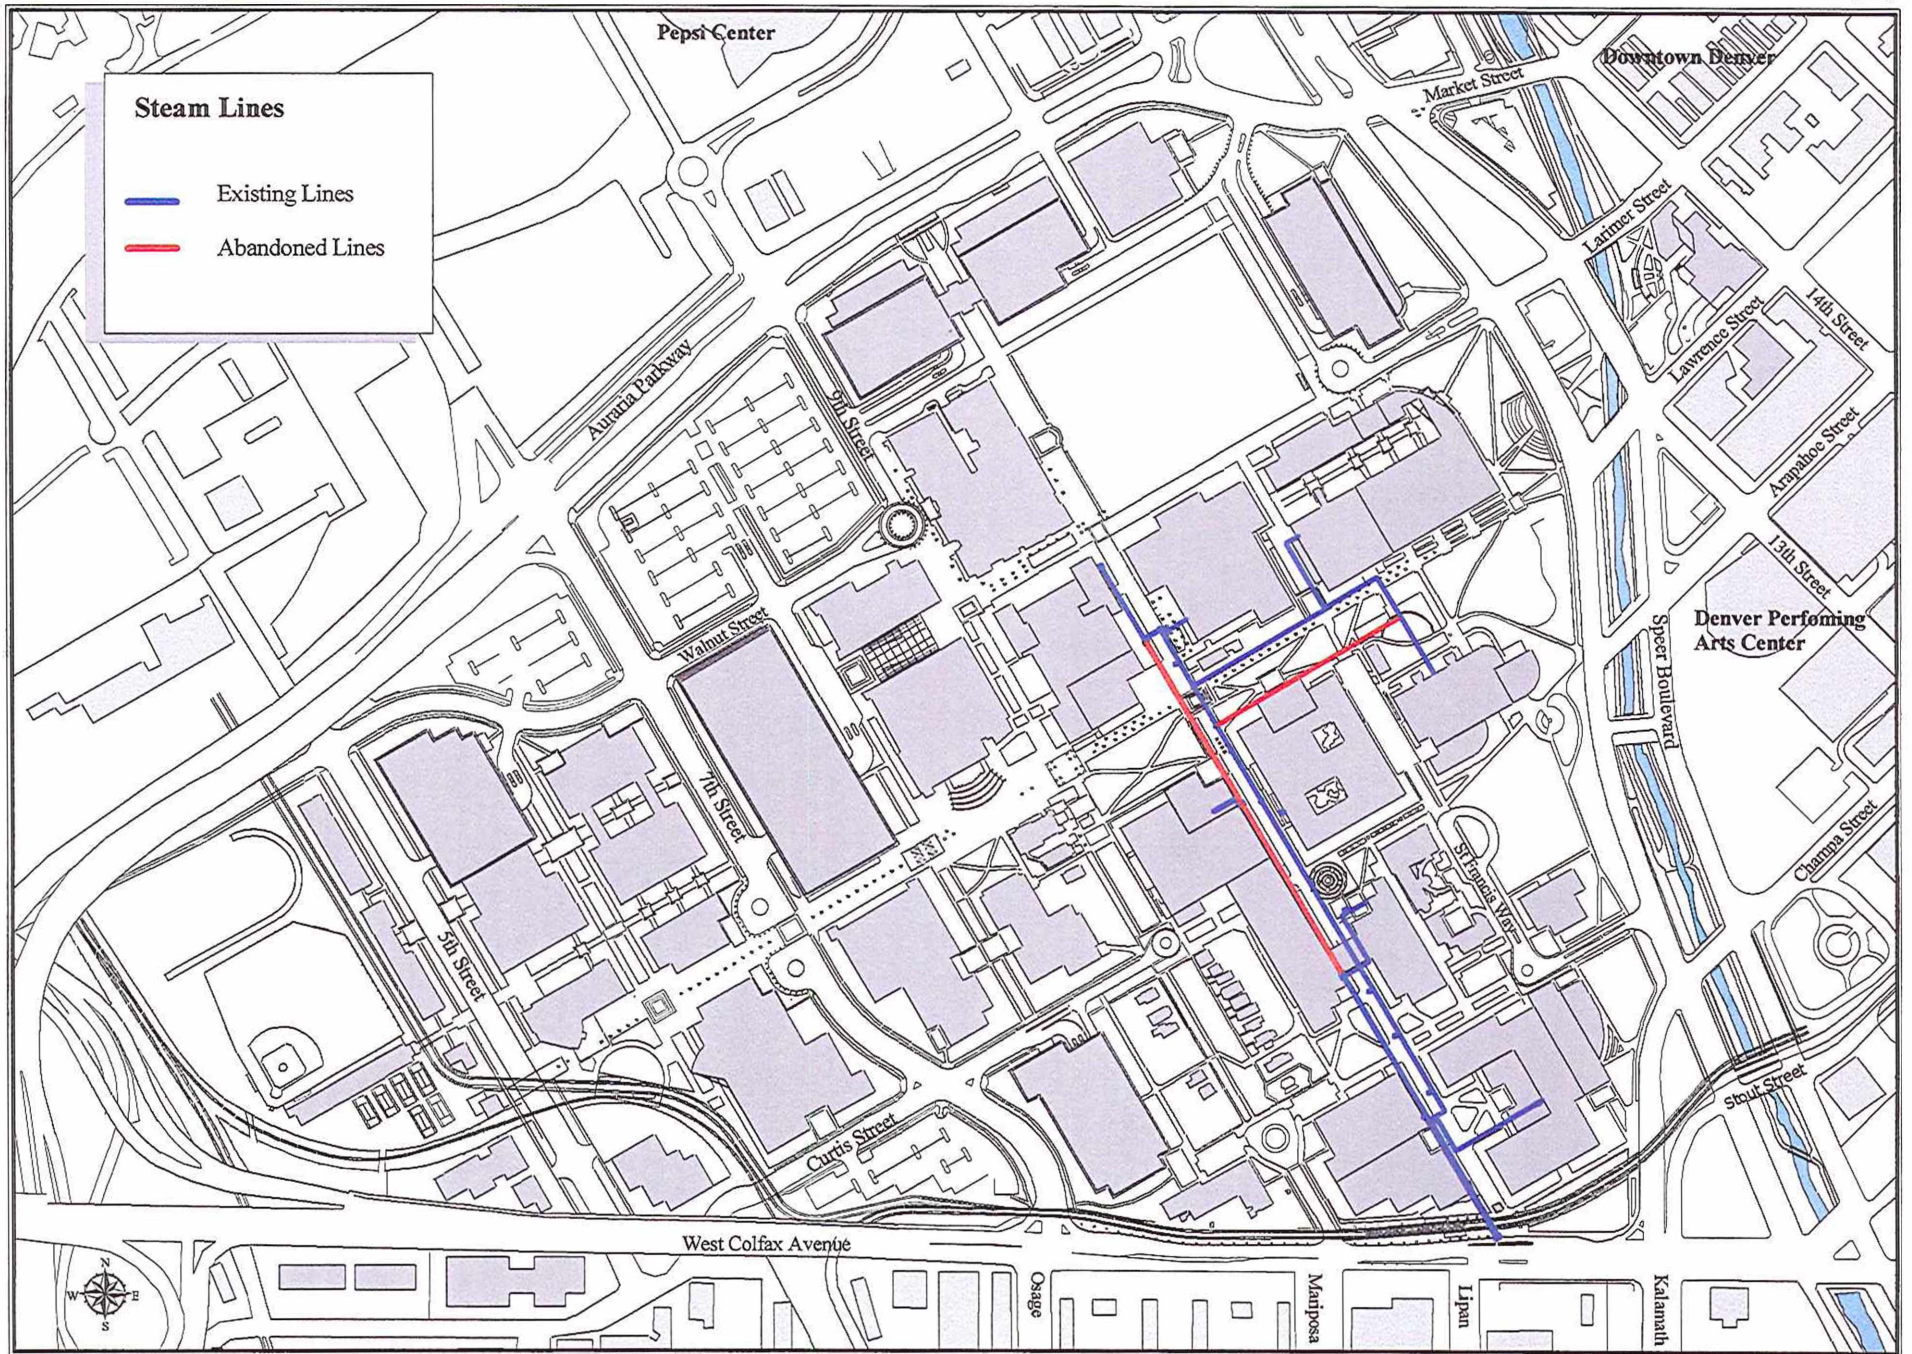 Pepsi Center
Downtown Denver
Market Street
Steam Lines
Existing Lines
Abandoned Lines
Larimer Street
Lawrence Street
14th Street
Auraria Parkway
9th Street
Arapahoe Street
13th Street
Walnut Street
Speer Boulevard
Denver Perfoming
Arts Center
7th Street
Champa Street
St Francis Way
5th Street
Stout Street
Curtis Street
West Colfax Avenue
N
W
E
S
Osage
Mariposa
Lipan
Kalamath